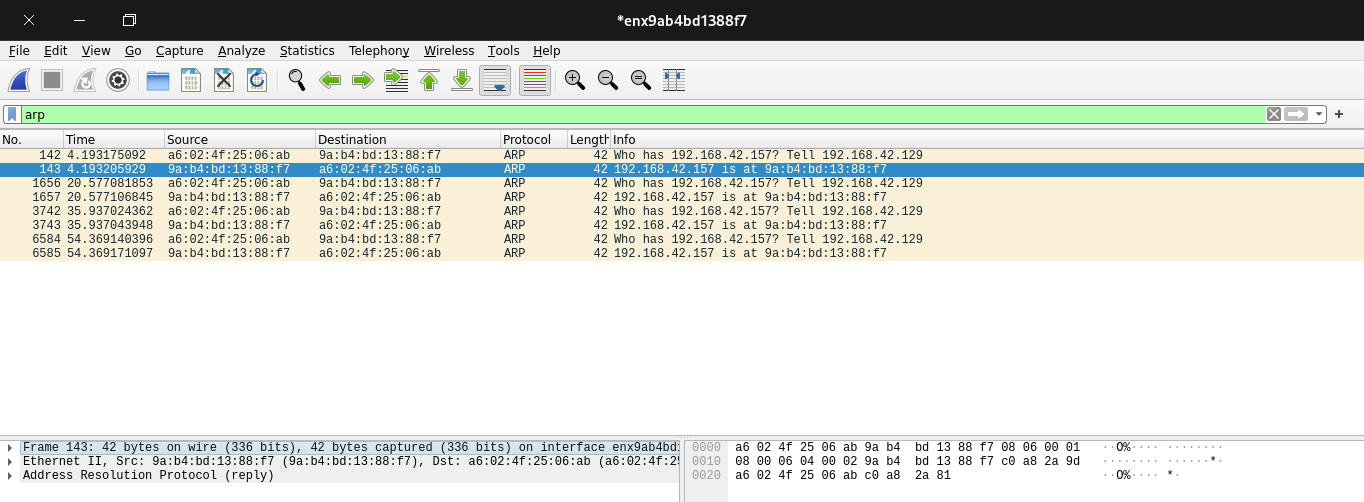 *enx9ab4bd1388f7
File Edit View Go Capture Analyze Statistics Telephony Wireless Tools Help
arp
No. Time Source Destination Protocol Length Info
142 4.193175092 a6:02:4f:25:06:ab 9a:b4:bd:13:88:f7 ARP 42 Who has 192.168.42.157? Tell 192.168.42.129
143 4.193205929 9a:b4:bd:13:88:f7 a6:02:4f:25:06:ab ARP 42 192.168.42.157 is at 9a:b4:bd:13:88:f7
1656 20.577081853 a6:02:4f:25:06:ab 9a:b4:bd:13:88:f7 ARP 42 Who has 192.168.42.157? Tell 192.168.42.129
1657 20.577106845 9a:b4:bd:13:88:f7 a6:02:4f:25:06:ab ARP 42 192.168.42.157 is at 9a:b4:bd:13:88:f7
3742 35.937024362 a6:02:4f:25:06:ab 9a:b4:bd:13:88:f7 ARP 42 Who has 192.168.42.157? Tell 192.168.42.129
3743 35.937043948 9a:b4:bd:13:88:f7 a6:02:4f:25:06:ab ARP 42 192.168.42.157 is at 9a:b4:bd:13:88:f7
6584 54.369140396 a6:02:4f:25:06:ab 9a:b4:bd:13:88:f7 ARP 42 Who has 192.168.42.157? Tell 192.168.42.129
6585 54.369171097 9a:b4:bd:13:88:f7 a6:02:4f:25:06:ab ARP 42 192.168.42.157 is at 9a:b4:bd:13:88:f7
Frame 143: 42 bytes on wire (336 bits), 42 bytes captured (336 bits) on interface enx9ab4bd1
Ethernet II, Src: 9a:b4:bd:13:88:f7 (9a:b4:bd:13:88:f7), Dst: a6:02:4f:25:06:ab (a6:02:4f:25
Address Resolution Protocol (reply)
0000 a6 02 4f 25 06 ab 9a b4 bd 13 88 f7 08 06 00 01 ··O%···· ········
0010 08 00 06 04 00 02 9a b4 bd 13 88 f7 c0 a8 2a 9d ········ ······*·
0020 a6 02 4f 25 06 ab c0 a8 2a 81 ··O%···· *·